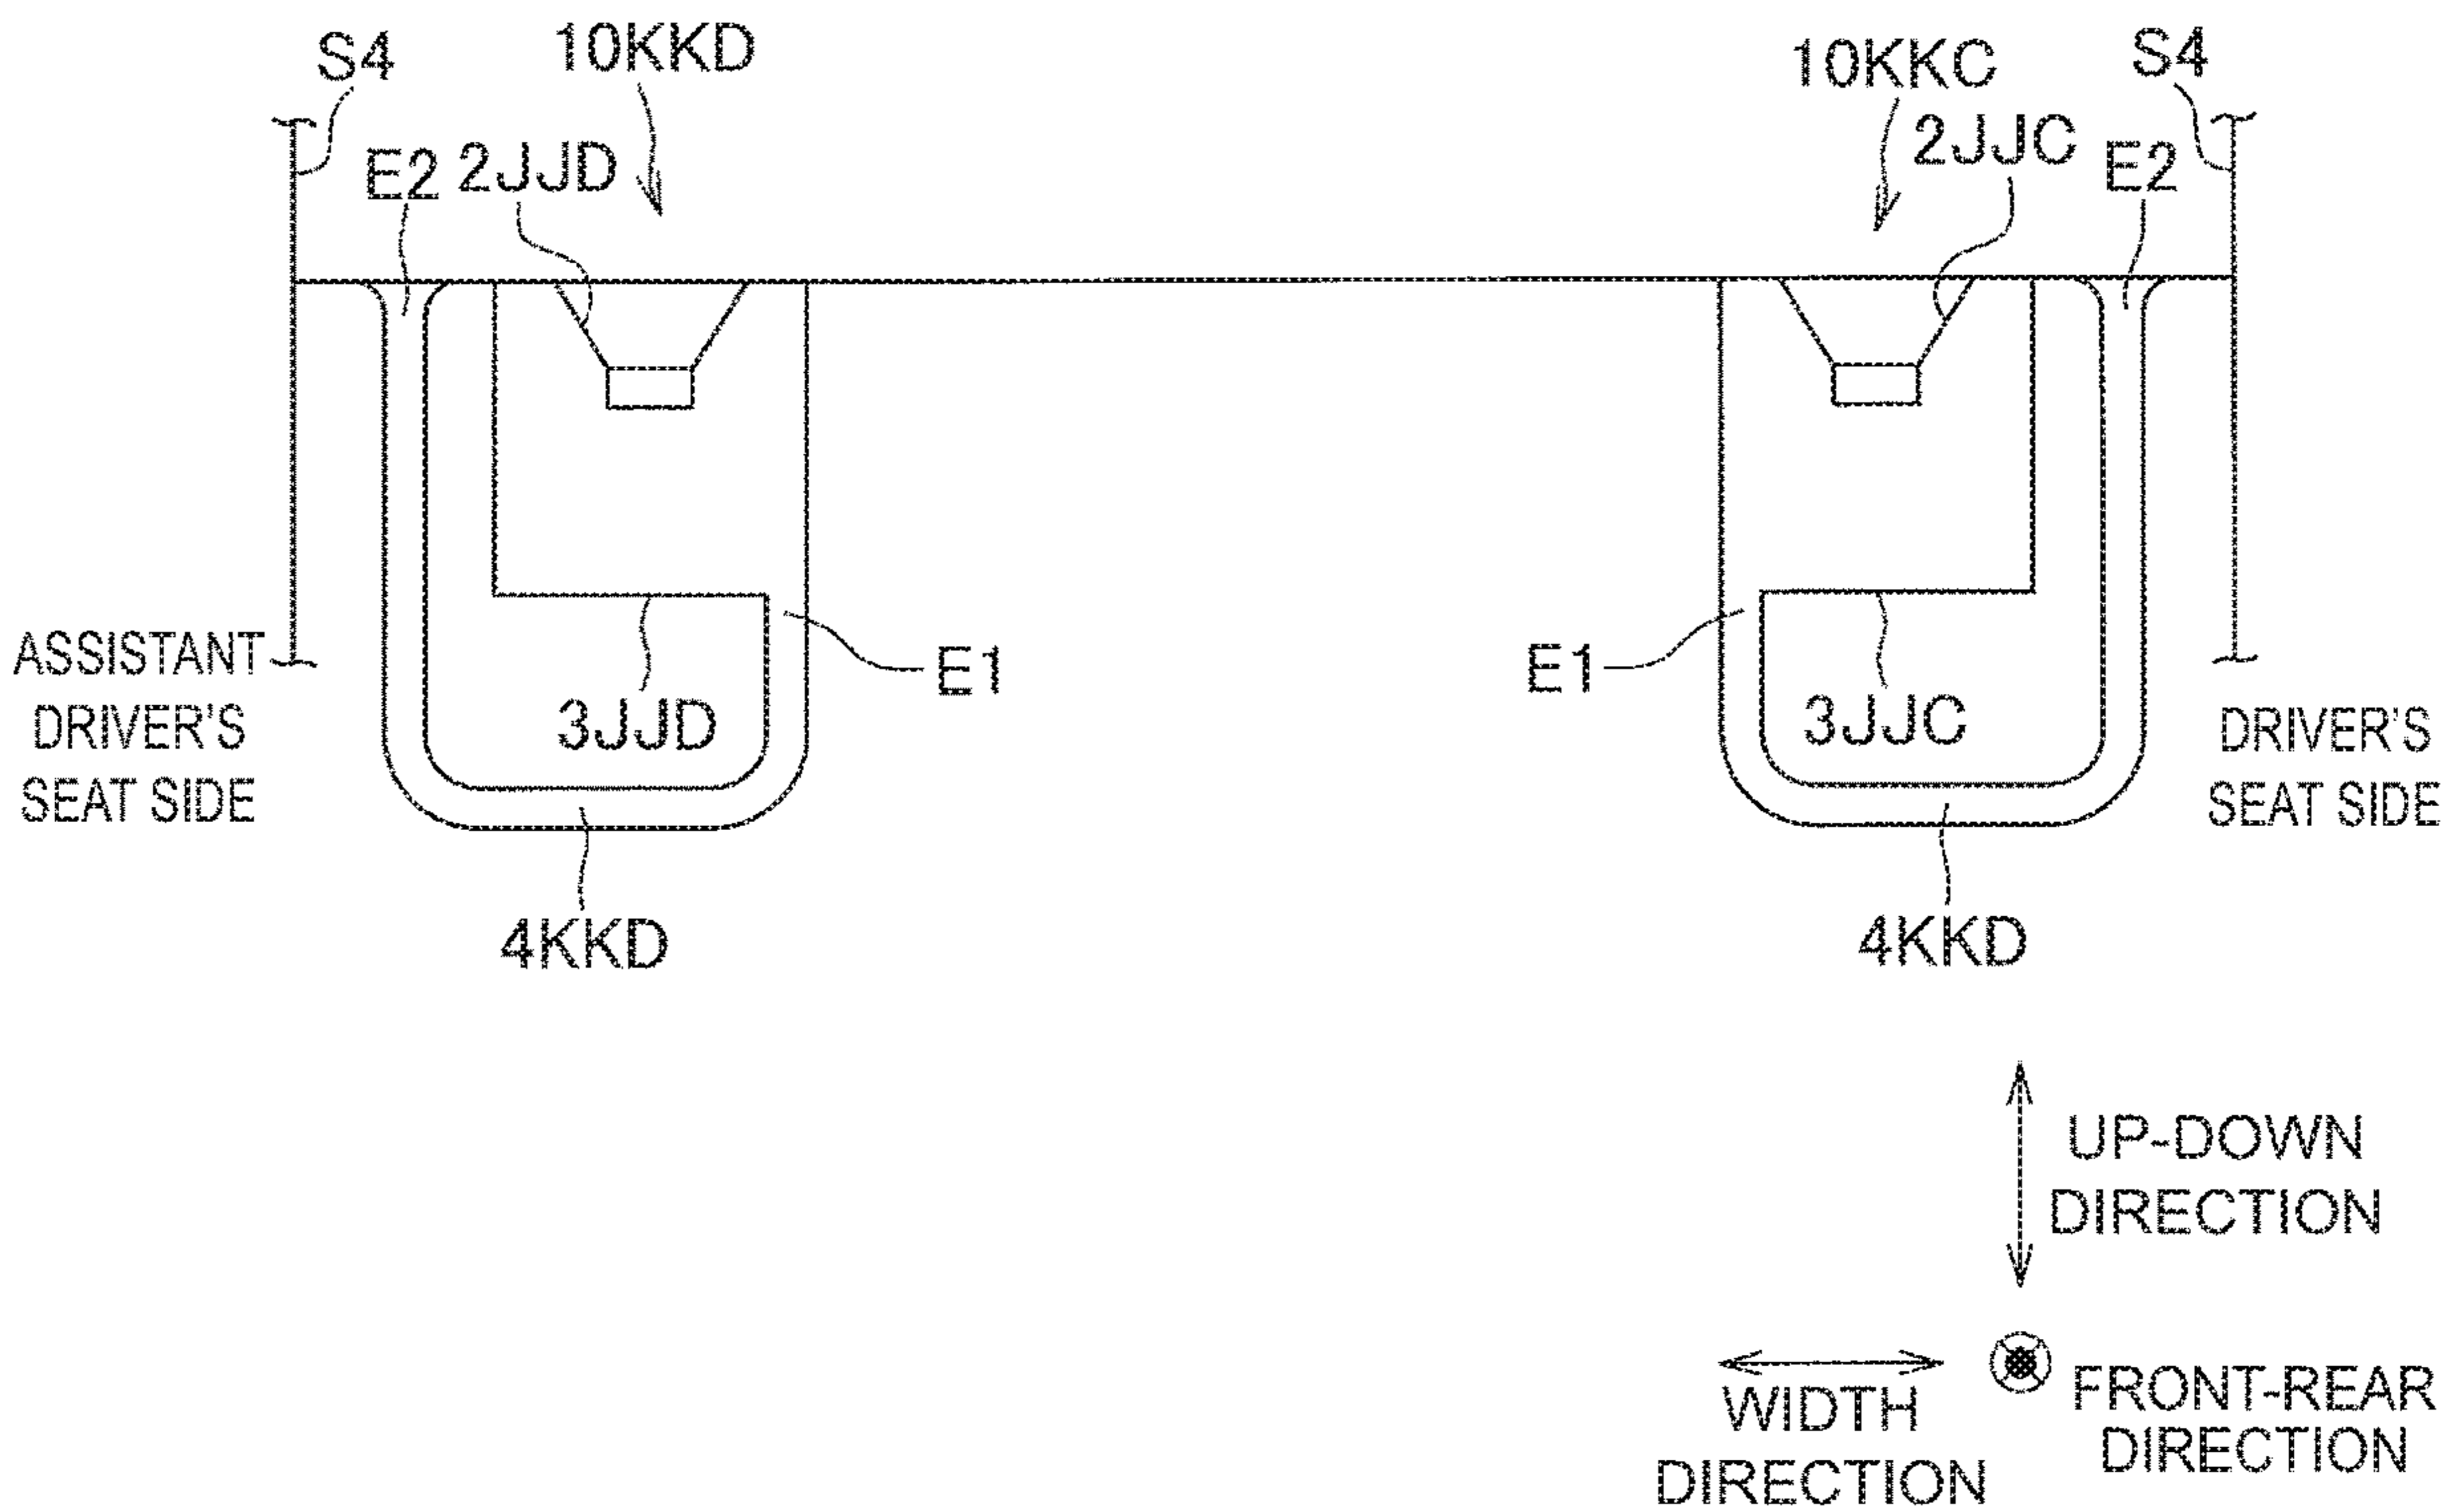 S4
10KKD
10KKC
S4
E2
2JJD
2JJC
E2
E1
E1
3JJD
3JJC
ASSISTANT
DRIVER'S
SEAT SIDE
DRIVER'S
SEAT SIDE
4KKD
4KKD
UP-DOWN
DIRECTION
WIDTH
DIRECTION
FRONT-REAR
DIRECTION